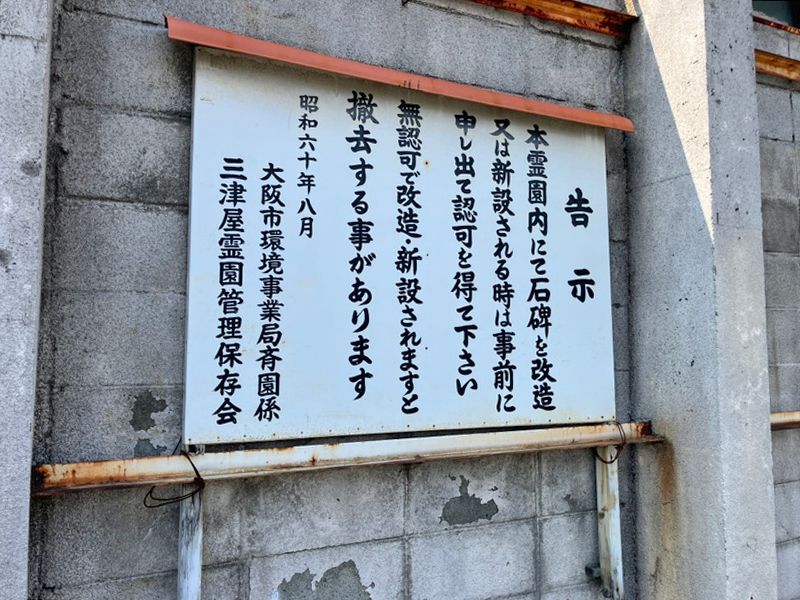 告示
本霊園内にて石碑を改造
又は新設される時は事前に
申し出て認可を得て下さい
無認可で改造・新設されますと
撤去する事があります
昭和六十年八月
大阪市環境事業局斉園係
三津屋霊園管理保存会